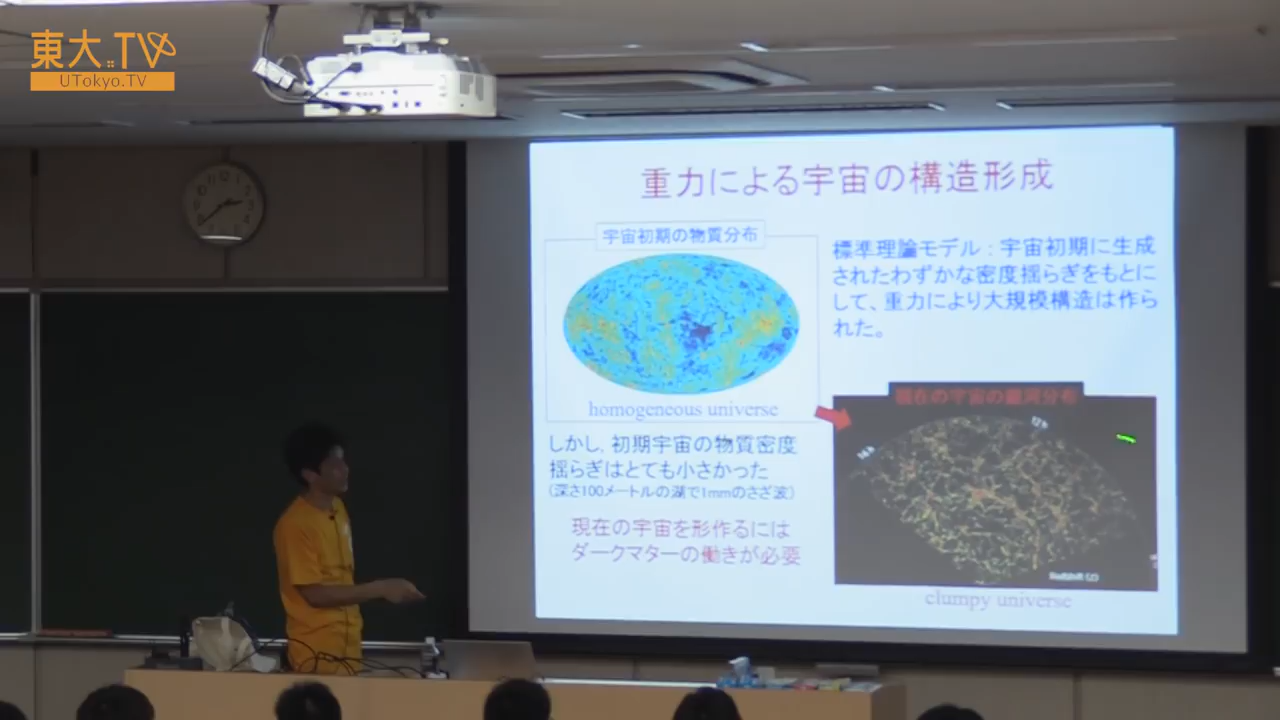 東大.TV
UTokyo.TV
重力による宇宙の構造形成
宇宙初期の物質分布
homogeneous universe
標準理論モデル：宇宙初期に生成
されたわずかな密度揺らぎをもとに
して、重力により大規模構造は作ら
れた。
しかし、初期宇宙の物質密度
揺らぎはとても小さかった
（深さ100メートルの湖で1mmのさざ波）
現在の宇宙を形作るには
ダークマターの働きが必要
現在の宇宙の銀河分布
Redshift (z)
clumpy universe